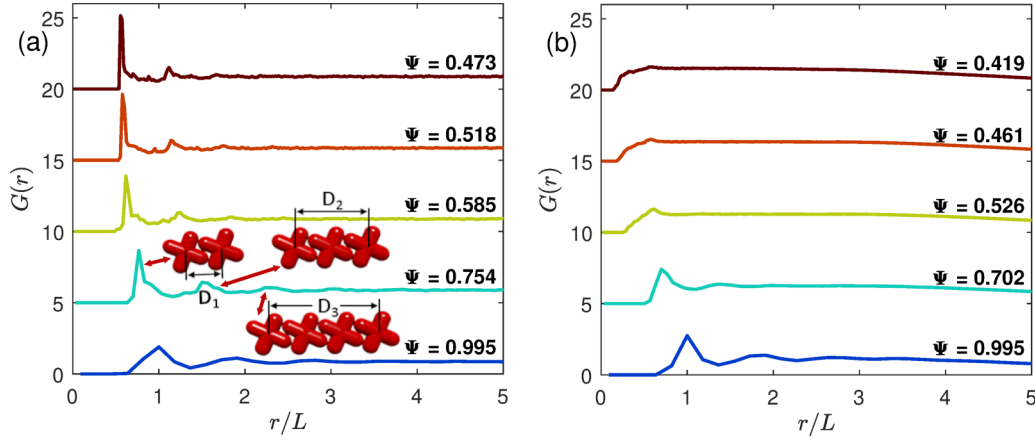 (a)
G(r)
25
20
15
10
5
0
Ψ = 0.473
Ψ = 0.518
Ψ = 0.585
Ψ = 0.754
Ψ = 0.995
D₁
D₂
D₃
0 1 2 3 4 5
r/L
(b)
G(r)
25
20
15
10
5
0
Ψ = 0.419
Ψ = 0.461
Ψ = 0.526
Ψ = 0.702
Ψ = 0.995
0 1 2 3 4 5
r/L